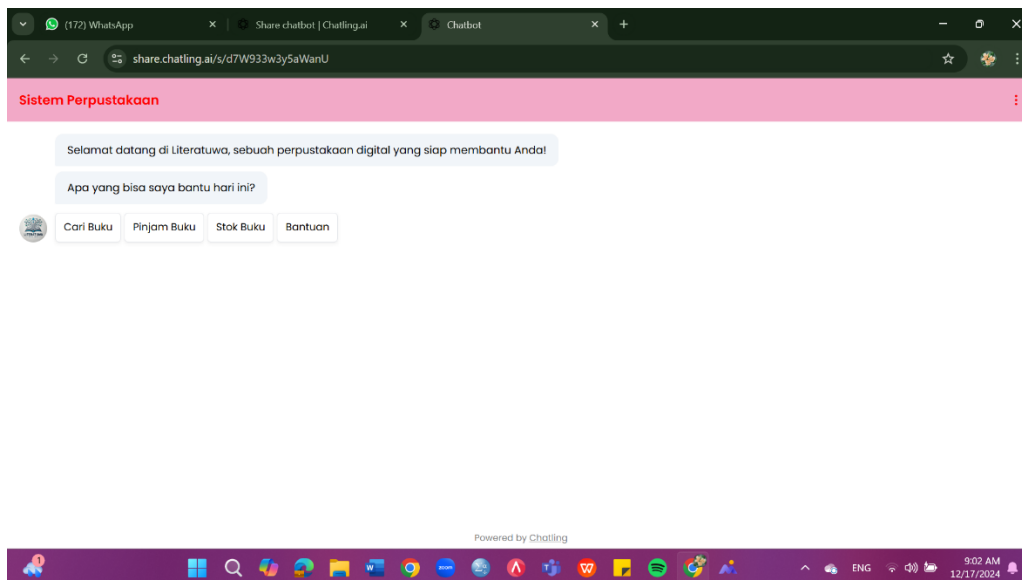 (172) WhatsApp
Share chatbot | Chatling.ai
Chatbot
share.chatling.ai/s/d7W933w3y5aWanU
Sistem Perpustakaan
Selamat datang di Literatuwa, sebuah perpustakaan digital yang siap membantu Anda!
Apa yang bisa saya bantu hari ini?
Cari Buku Pinjam Buku Stok Buku Bantuan
Powered by Chatling
1
zoom
ENG
9:02 AM
12/17/2024